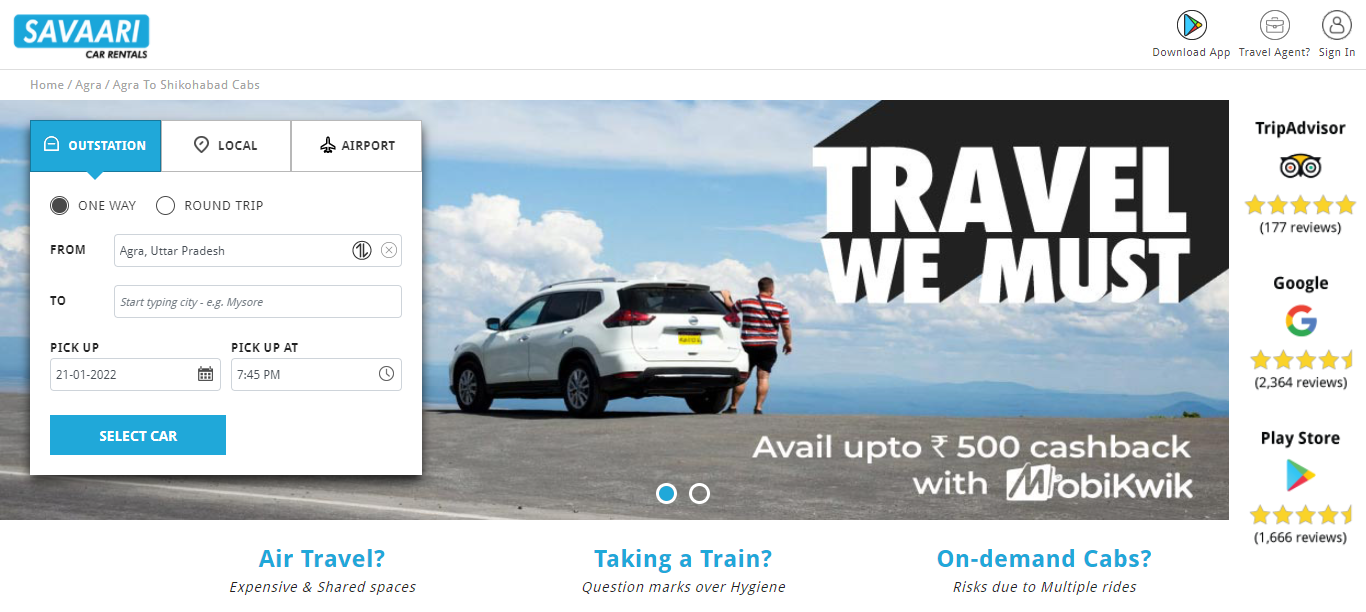 SAVAARI
CAR RENTALS
Download App
Travel Agent?
Sign In
Home / Agra / Agra To Shikohabad Cabs
OUTSTATION
LOCAL
AIRPORT
ONE WAY
ROUND TRIP
FROM
Agra, Uttar Pradesh
TO
Start typing city - e.g. Mysore
PICK UP
PICK UP AT
21-01-2022
7:45 PM
SELECT CAR
TRAVEL
WE MUST
Avail upto ₹ 500 cashback
with MobiKwik
TripAdvisor
(177 reviews)
Google
(2,364 reviews)
Play Store
(1,666 reviews)
Air Travel?
Expensive & Shared spaces
Taking a Train?
Question marks over Hygiene
On-demand Cabs?
Risks due to Multiple rides